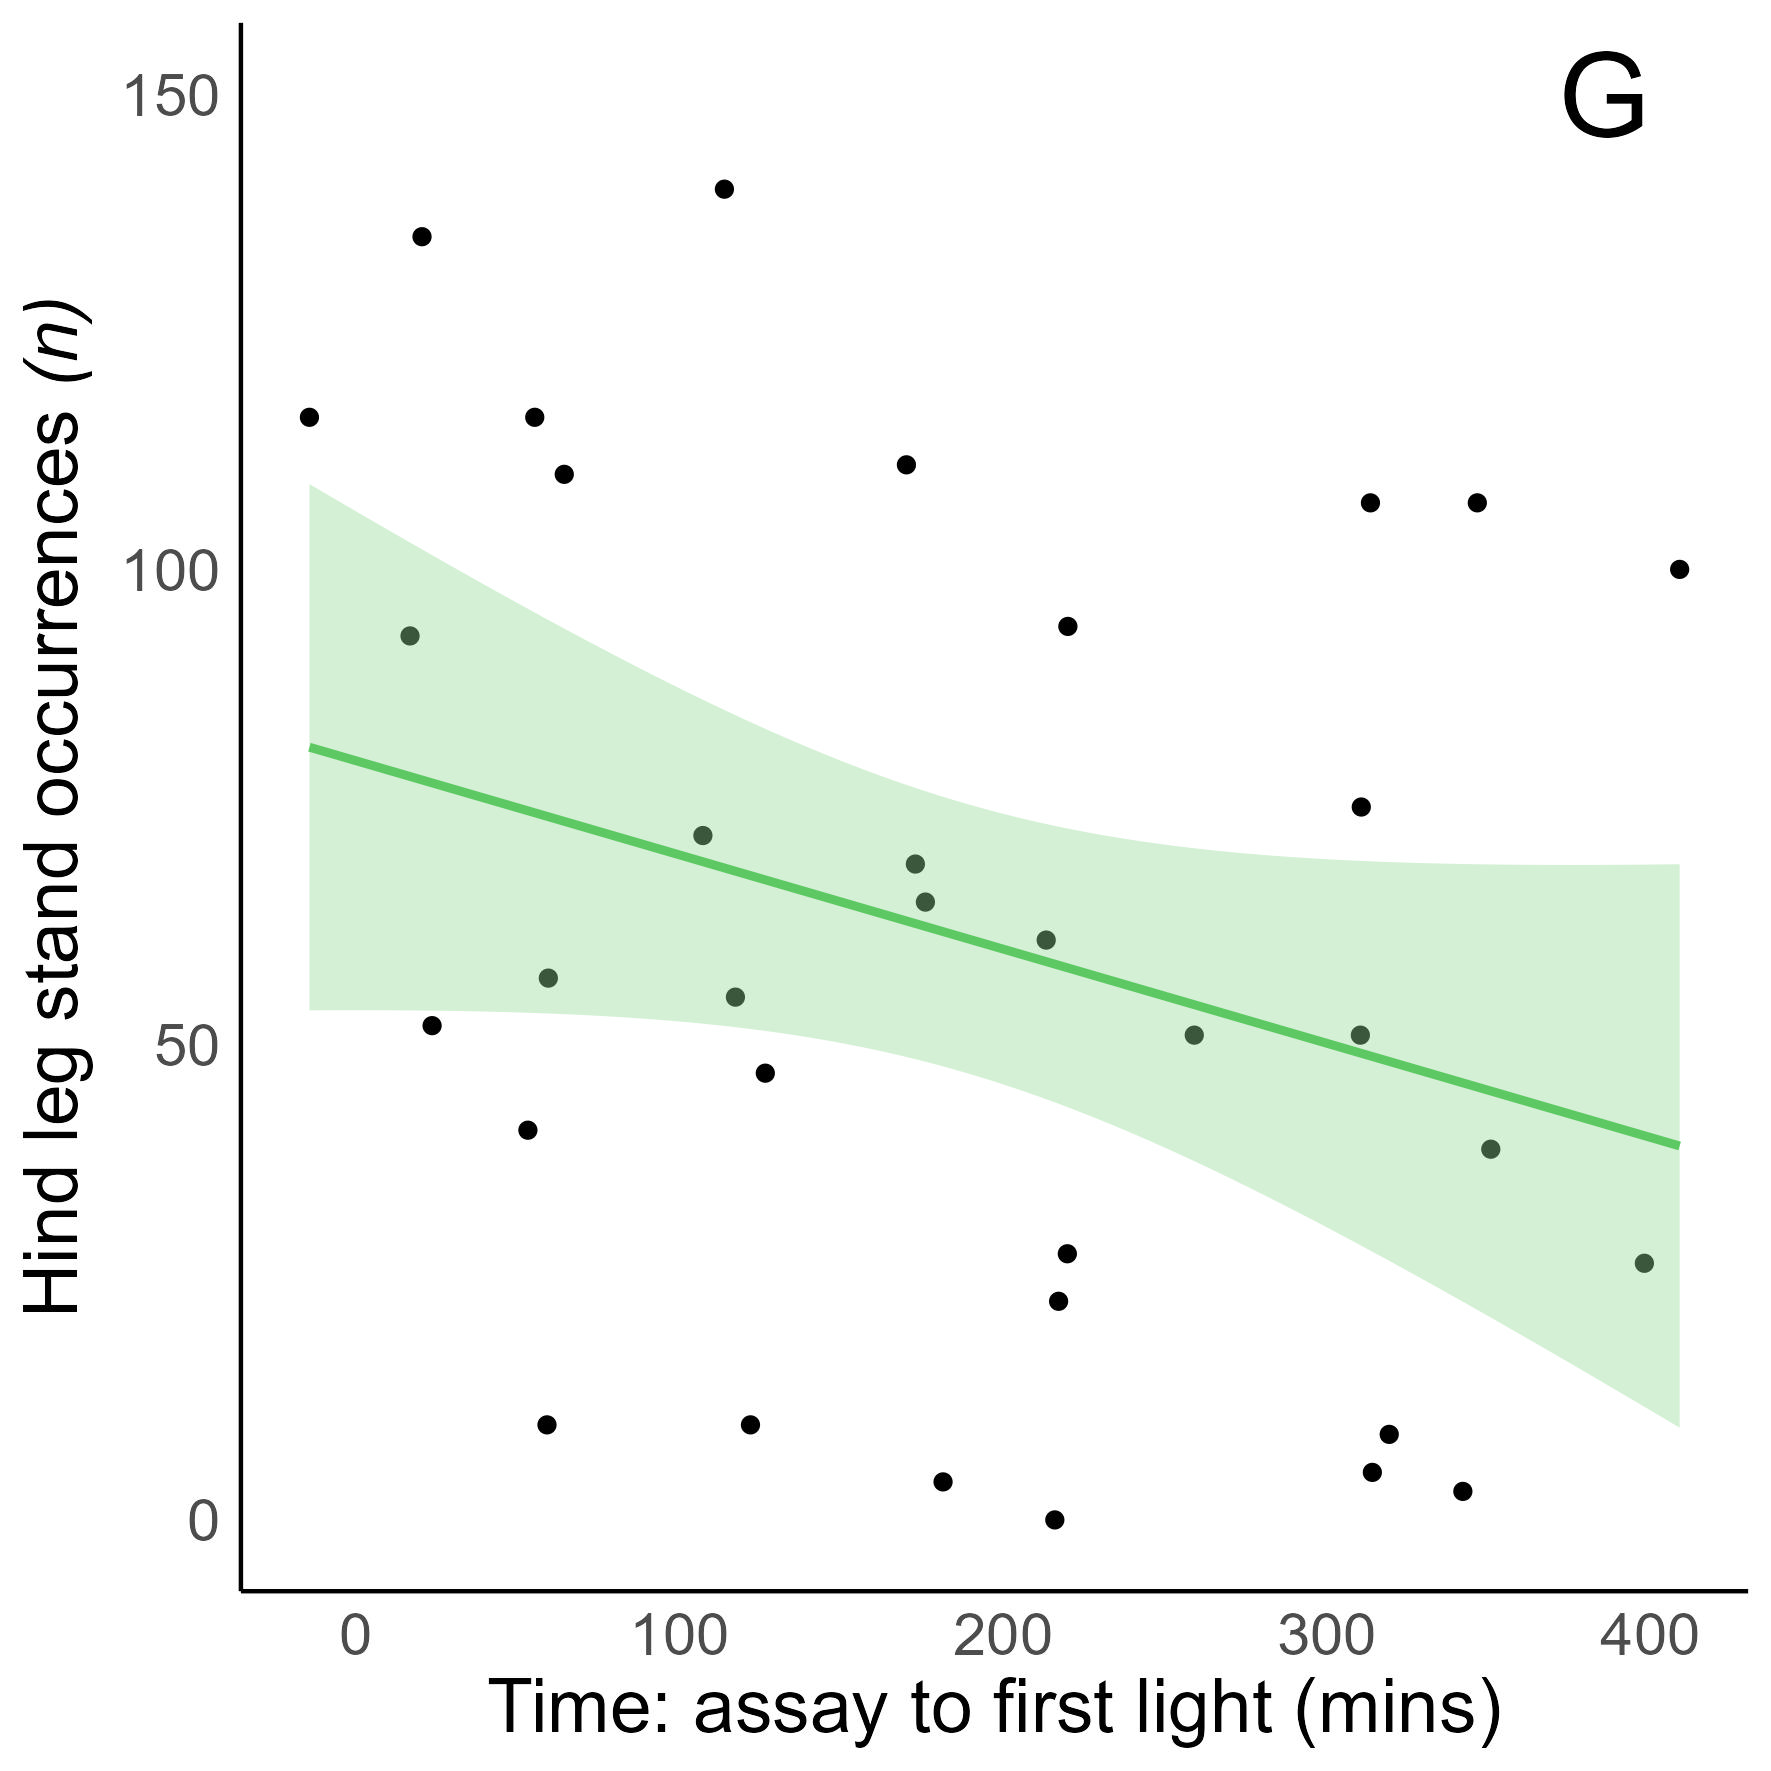 G
Hind leg stand occurrences (n)
150
100
50
0
0 100 200 300 400
Time: assay to first light (mins)